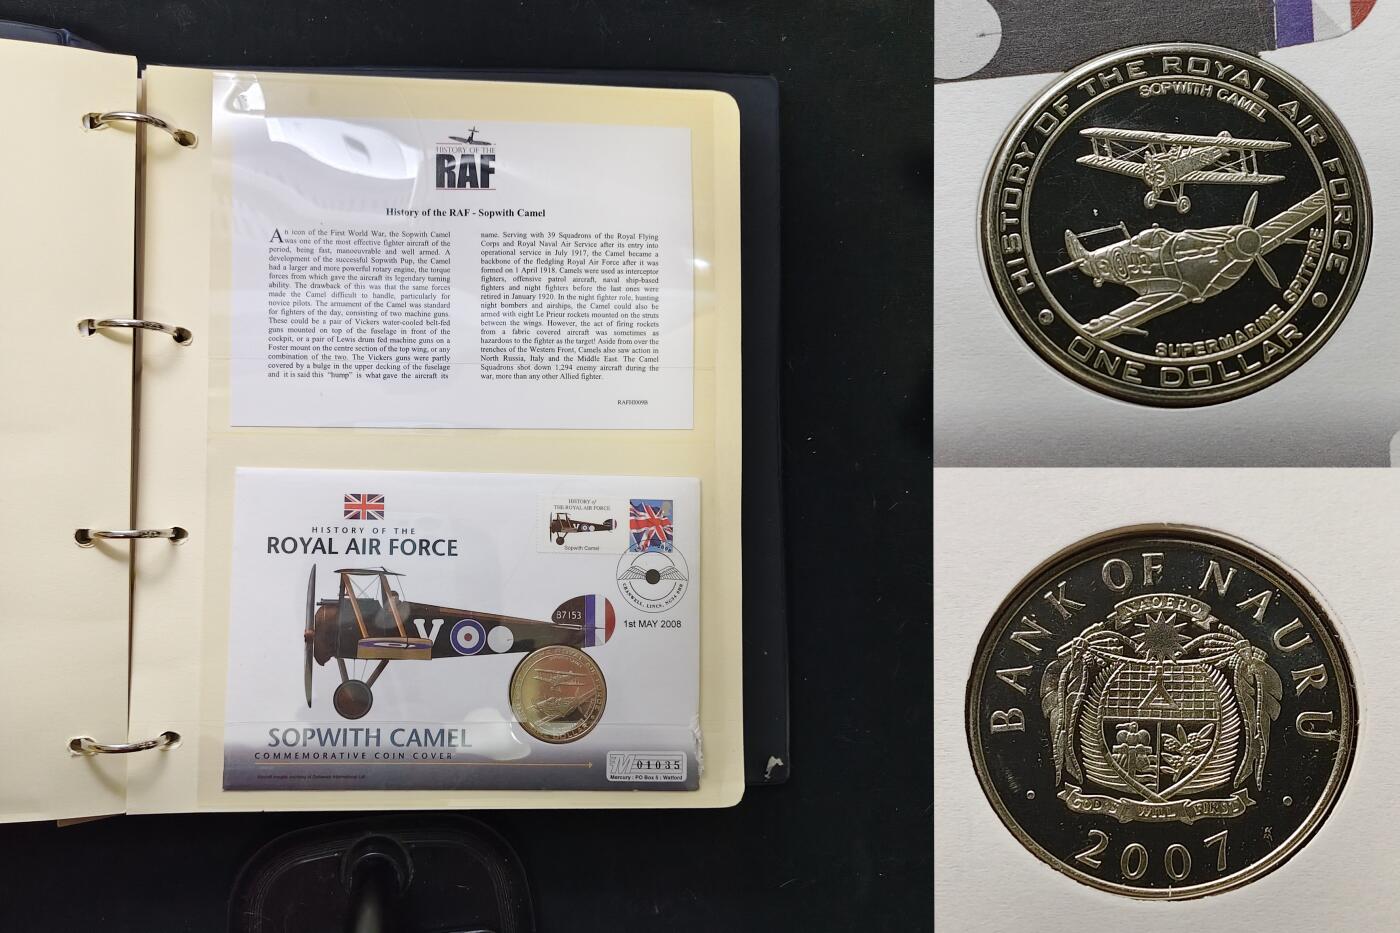 HISTORY OF THE
RAF
History of the RAF - Sopwith Camel
An icon of the First World War, the Sopwith Camel
was one of the most effective fighter aircraft of the
period, being fast, manoeuvrable and well armed. A
development of the successful Sopwith Pup, the Camel
had a larger and more powerful rotary engine, the torque
forces from which gave the aircraft its legendary turning
ability. The drawback of this was that the same forces
made the Camel difficult to handle, particularly for
novice pilots. The armament of the Camel was standard
for fighters of the day, consisting of two machine guns.
These could be a pair of Vickers water-cooled belt-fed
guns mounted on top of the fuselage in front of the
cockpit, or a pair of Lewis drum fed machine guns on a
Foster mount on the centre section of the top wing, or any
combination of the two. The Vickers guns were partly
covered by a bulge in the upper decking of the fuselage
and it is said this "hump" is what gave the aircraft its
name. Serving with 39 Squadrons of the Royal Flying
Corps and Royal Naval Air Service after its entry into
operational service in July 1917, the Camel became a
backbone of the fledgling Royal Air Force after it was
formed on 1 April 1918. Camels were used as interceptor
fighters, offensive patrol aircraft, naval ship-based
fighters and night fighters before the last ones were
retired in January 1920. In the night fighter role, hunting
night bombers and airships, the Camel could also be
armed with eight Le Prieur rockets mounted on the struts
between the wings. However, the act of firing rockets
from a fabric covered aircraft was sometimes as
hazardous to the fighter as the target! Aside from over the
trenches of the Western Front, Camels also saw action in
North Russia, Italy and the Middle East. The Camel
Squadrons shot down 1,294 enemy aircraft during the
war, more than any other Allied fighter.
RAFH009B
HISTORY OF THE
ROYAL AIR FORCE
HISTORY of
THE ROYAL AIR FORCE
Sopwith Camel
CRANWELL, LINCS, NG34 8HB
1st MAY 2008
B7153
V
SOPWITH CAMEL
COMMEMORATIVE COIN COVER
M 01035
Mercury : PO Box 5 : Watford
HISTORY OF THE ROYAL AIR FORCE
SOPWITH CAMEL
SUPERMARINE SPITFIRE
ONE DOLLAR
BANK OF NAURU
NAOERO
GOD'S WILL FIRST
2007